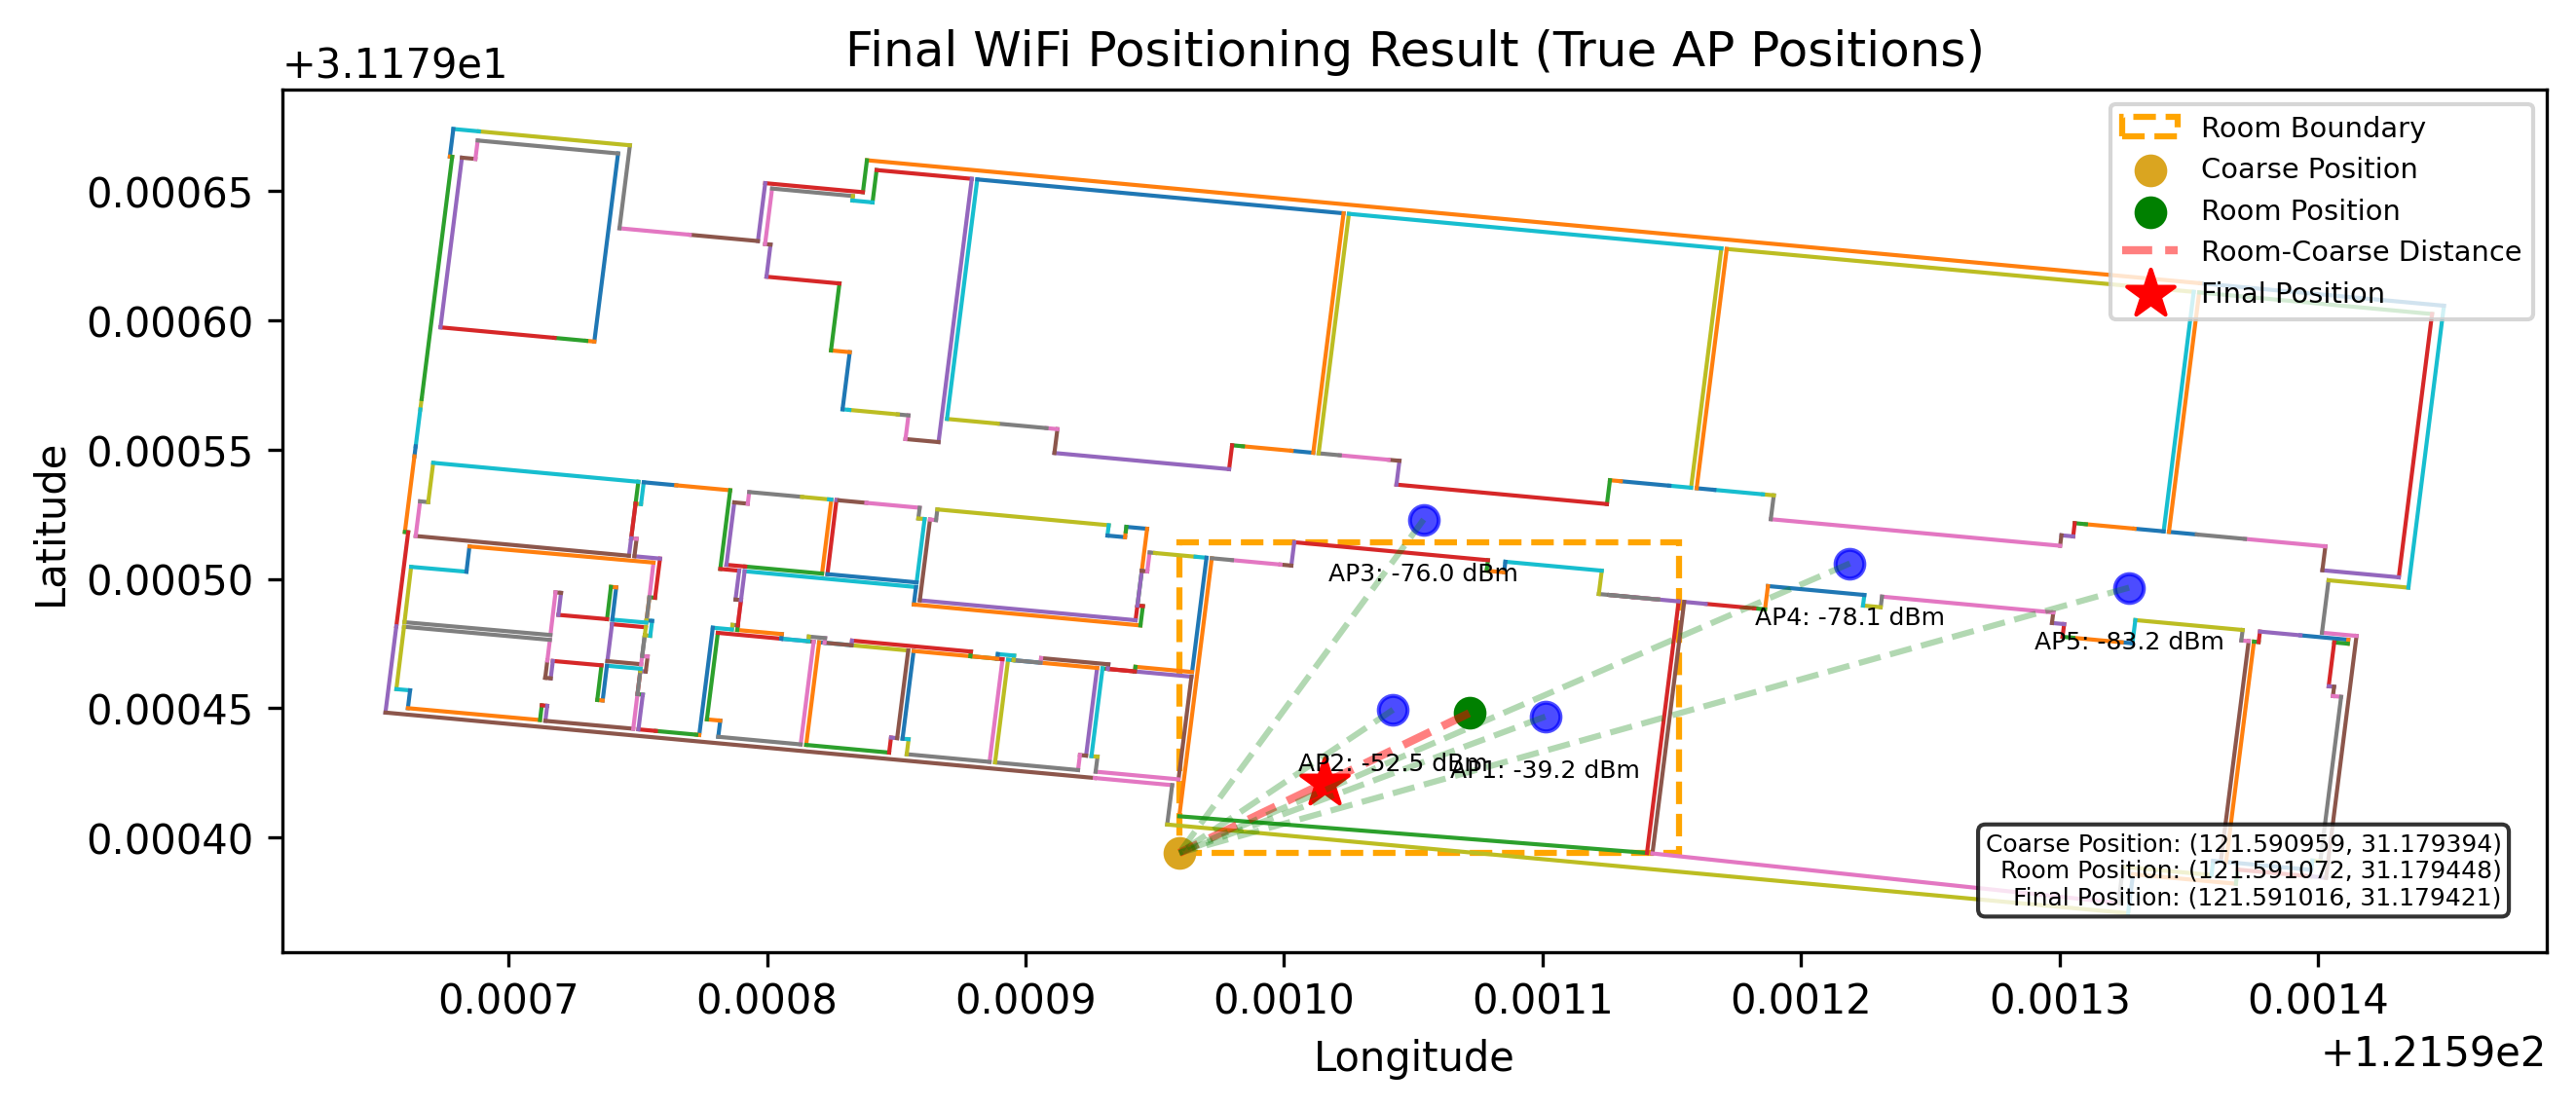 Final WiFi Positioning Result (True AP Positions)
+3.1179e1
Room Boundary
Coarse Position
Room Position
Room-Coarse Distance
Final Position
Latitude
0.00065
0.00060
0.00055
0.00050
0.00045
0.00040
AP3: -76.0 dBm
AP4: -78.1 dBm
AP5: -83.2 dBm
AP2: -52.5 dBm
AP1: -39.2 dBm
Coarse Position: (121.590959, 31.179394)
Room Position: (121.591072, 31.179448)
Final Position: (121.591016, 31.179421)
0.0007
0.0008
0.0009
0.0010
0.0011
0.0012
0.0013
0.0014
Longitude
+1.2159e2